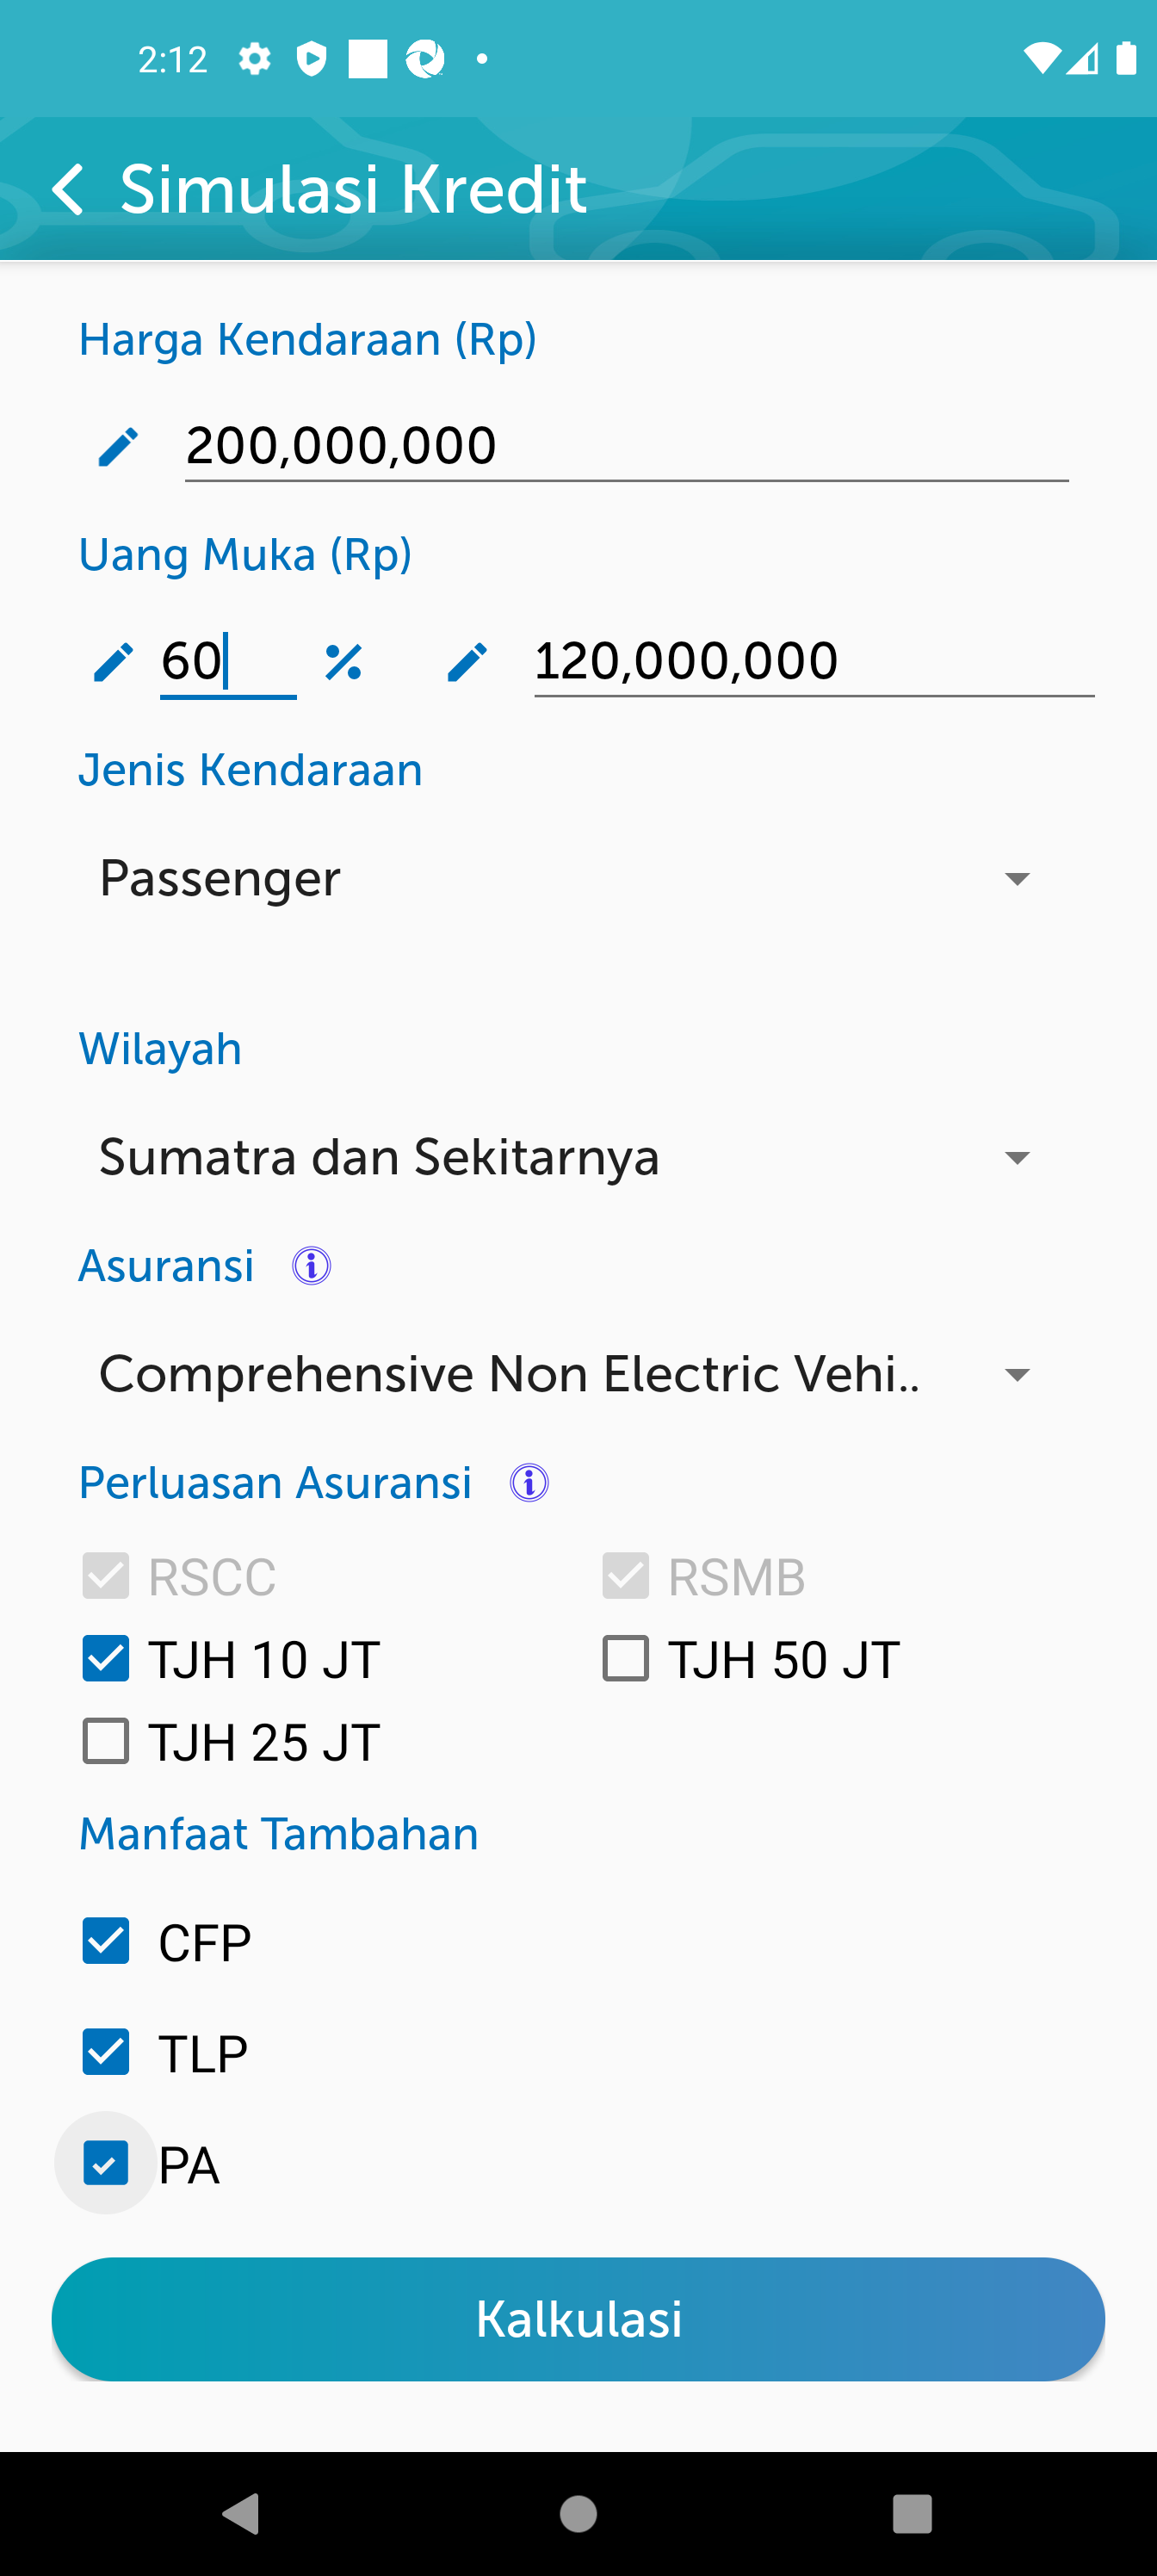 2:12
Simulasi Kredit
Harga Kendaraan (Rp)
200,000,000
Uang Muka (Rp)
60 % 120,000,000
Jenis Kendaraan
Passenger
Wilayah
Sumatra dan Sekitarnya
Asuransi
Comprehensive Non Electric Vehi..
Perluasan Asuransi
RSCC RSMB
TJH 10 JT TJH 50 JT
TJH 25 JT
Manfaat Tambahan
CFP
TLP
PA
Kalkulasi